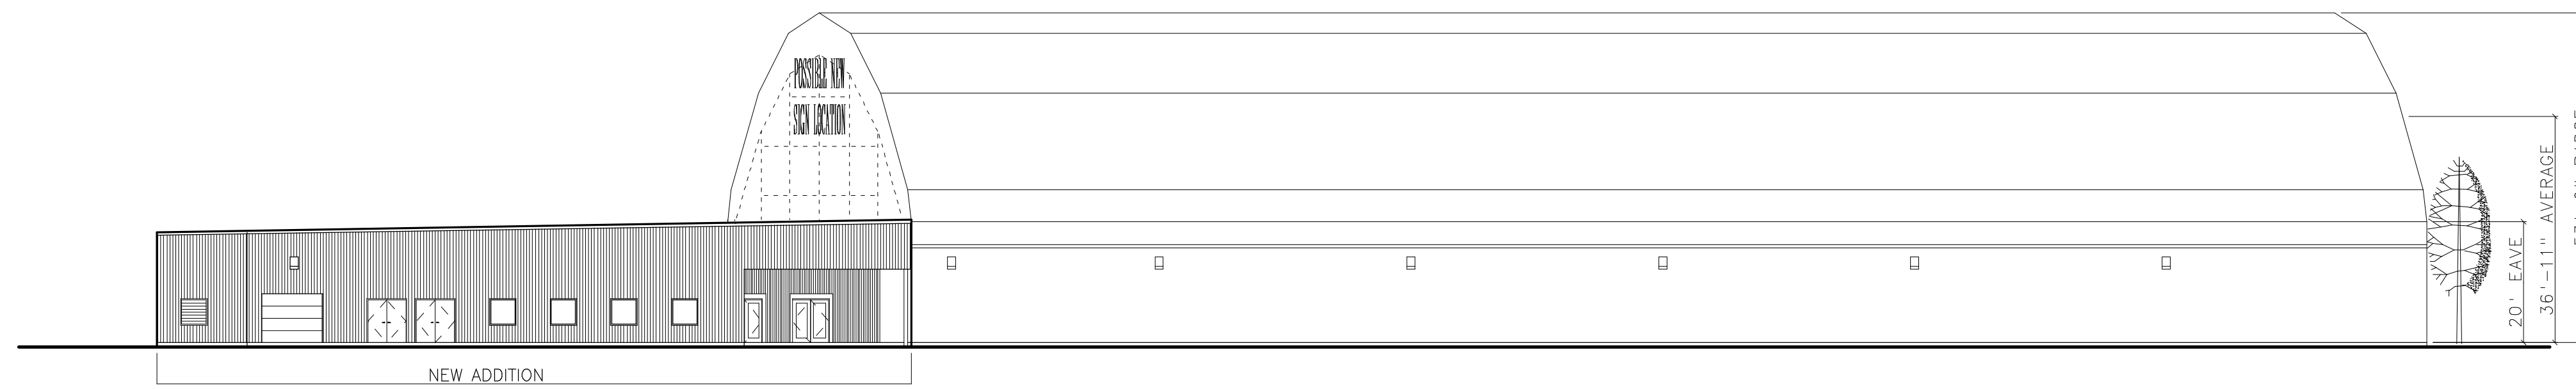 POSSIBLE NEW
SIGN LOCATION
20' EAVE
36'-11" AVERAGE
NEW ADDITION